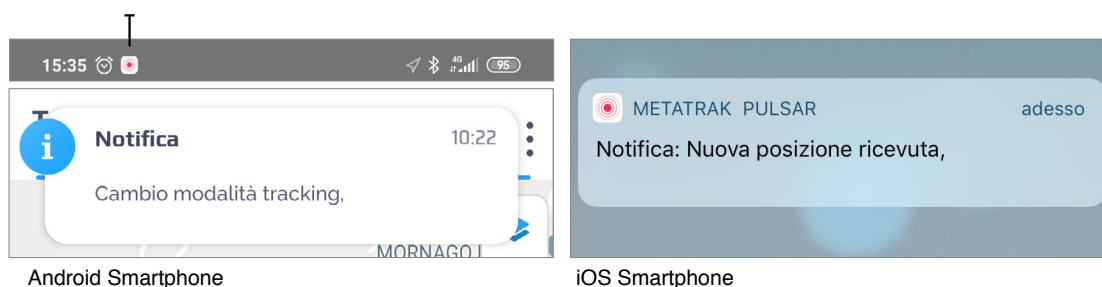 T
15:35 4G 95
Notifica 10:22
Cambio modalità tracking,
MORNAGO
METATRAK PULSAR adesso
Notifica: Nuova posizione ricevuta,
Android Smartphone
iOS Smartphone